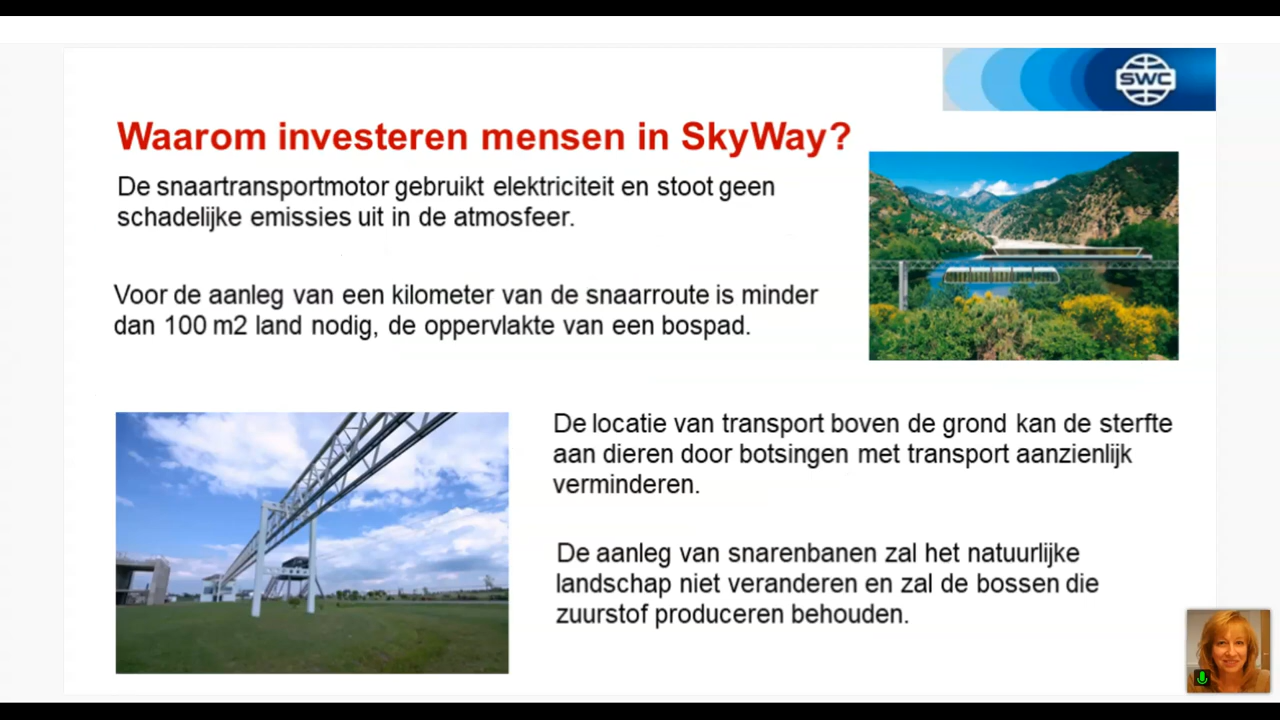 SWC
Waarom investeren mensen in SkyWay?
De snaartransportmotor gebruikt elektriciteit en stoot geen
schadelijke emissies uit in de atmosfeer.
Voor de aanleg van een kilometer van de snaarroute is minder
dan 100 m2 land nodig, de oppervlakte van een bospad.
De locatie van transport boven de grond kan de sterfte
aan dieren door botsingen met transport aanzienlijk
verminderen.
De aanleg van snarenbanen zal het natuurlijke
landschap niet veranderen en zal de bossen die
zuurstof produceren behouden.